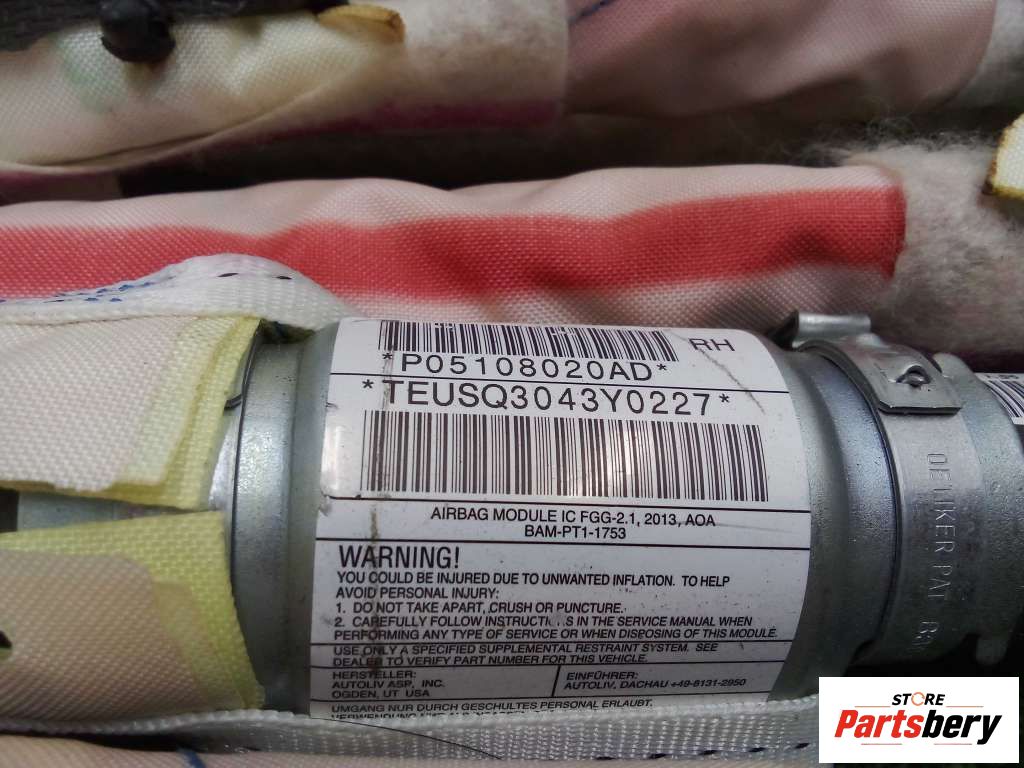 RH
*P05108020AD*
*TEUSQ3043Y0227*
AIRBAG MODULE IC FGG-2.1, 2013, AOA
BAM-PT1-1753
WARNING!
YOU COULD BE INJURED DUE TO UNWANTED INFLATION. TO HELP
AVOID PERSONAL INJURY:
1. DO NOT TAKE APART, CRUSH OR PUNCTURE.
2. CAREFULLY FOLLOW INSTRUCTI S IN THE SERVICE MANUAL WHEN
PERFORMING ANY TYPE OF SERVICE OR WHEN DISPOSING OF THIS MODULE.
USE ONLY A SPECIFIED SUPPLEMENTAL RESTRAINT SYSTEM. SEE
DEALER TO VERIFY PART NUMBER FOR THIS VEHICLE.
HERSTELLER:
AUTOLIV ASP, INC.
OGDEN, UT USA
EINFÜHRER:
AUTOLIV, DACHAU +49-8131-2950
UMGANG NUR DURCH GESCHULTES PERSONAL ERLAUBT.
OETIKER PAT
STORE
Partsbery